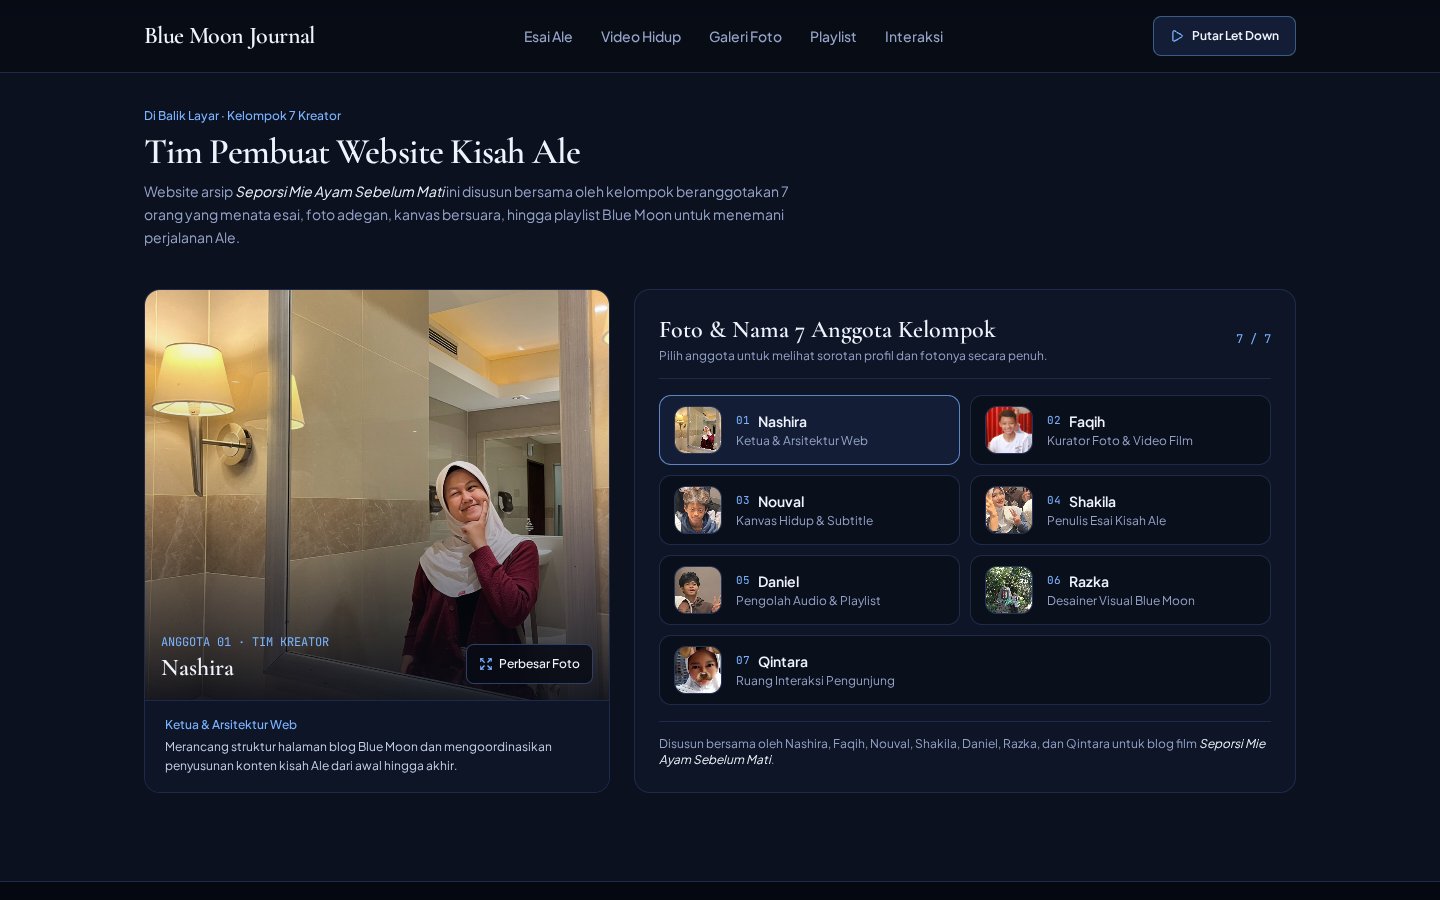 Blue Moon Journal
Esai Ale
Video Hidup
Galeri Foto
Playlist
Interaksi
Putar Let Down
Di Balik Layar · Kelompok 7 Kreator
Tim Pembuat Website Kisah Ale
Website arsip Seporsi Mie Ayam Sebelum Mati ini disusun bersama oleh kelompok beranggotakan 7
orang yang menata esai, foto adegan, kanvas bersuara, hingga playlist Blue Moon untuk menemani
perjalanan Ale.
ANGGOTA 01 · TIM KREATOR
Nashira
Perbesar Foto
Ketua & Arsitektur Web
Merancang struktur halaman blog Blue Moon dan mengoordinasikan
penyusunan konten kisah Ale dari awal hingga akhir.
Foto & Nama 7 Anggota Kelompok
Pilih anggota untuk melihat sorotan profil dan fotonya secara penuh.
7 / 7
01 Nashira
Ketua & Arsitektur Web
02 Faqih
Kurator Foto & Video Film
03 Nouval
Kanvas Hidup & Subtitle
04 Shakila
Penulis Esai Kisah Ale
05 Daniel
Pengolah Audio & Playlist
06 Razka
Desainer Visual Blue Moon
07 Qintara
Ruang Interaksi Pengunjung
Disusun bersama oleh Nashira, Faqih, Nouval, Shakila, Daniel, Razka, dan Qintara untuk blog film Seporsi Mie
Ayam Sebelum Mati.